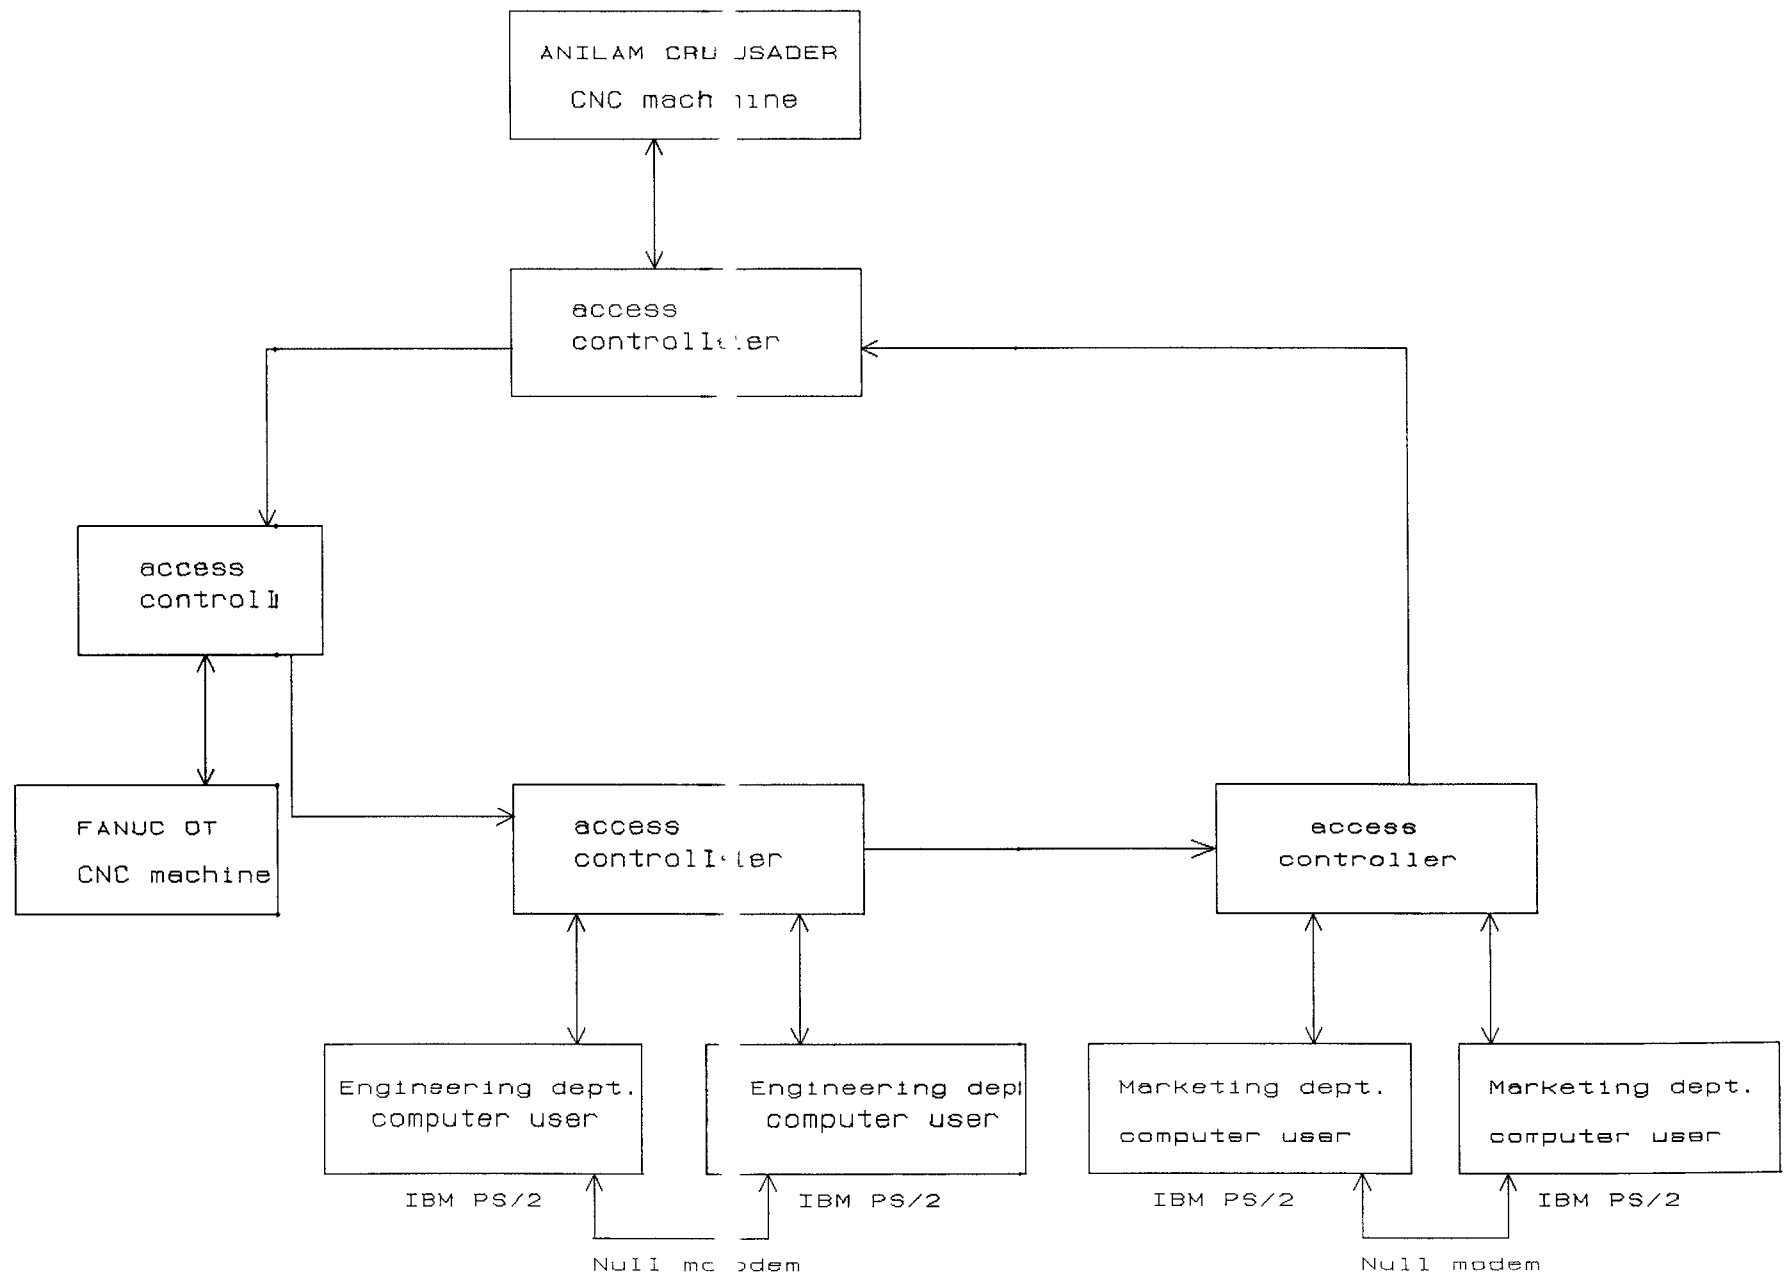 ANILAM CRUUSADER
CNC machine
access
controller
access
controll
FANUC OT
CNC machine
access
controller
access
controller
Engineering dept.
computer user
Engineering dep
computer user
Marketing dept.
computer user
Marketing dept.
computer user
IBM PS/2
IBM PS/2
IBM PS/2
IBM PS/2
Null modem
Null modem